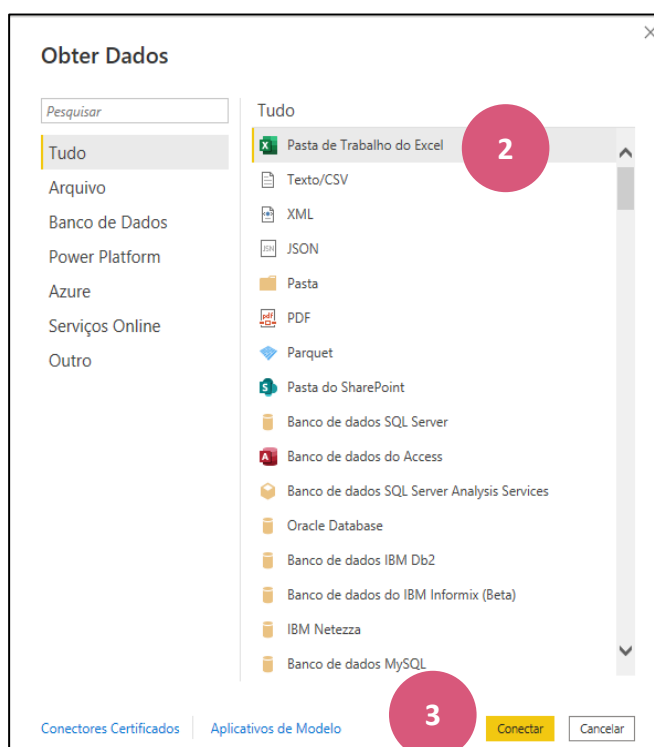 Obter Dados
Pesquisar
Tudo
Arquivo
Banco de Dados
Power Platform
Azure
Serviços Online
Outro
Tudo
Pasta de Trabalho do Excel
2
Texto/CSV
XML
JSON
Pasta
PDF
Parquet
Pasta do SharePoint
Banco de dados SQL Server
Banco de dados do Access
Banco de dados SQL Server Analysis Services
Oracle Database
Banco de dados IBM Db2
Banco de dados do IBM Informix (Beta)
IBM Netezza
Banco de dados MySQL
Conectores Certificados Aplicativos de Modelo 3 Conectar Cancelar